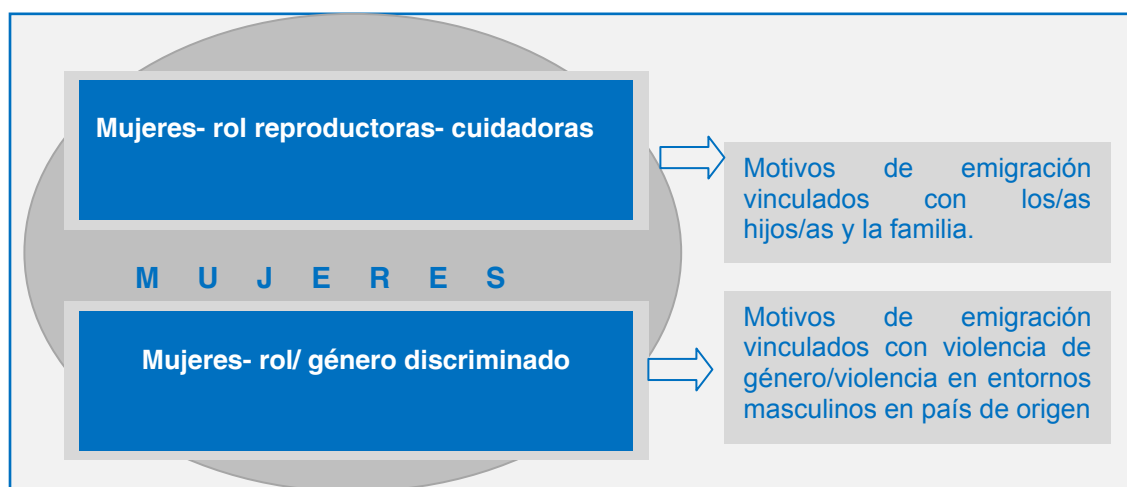 Mujeres- rol reproductoras- cuidadoras
Motivos de emigración
vinculados con los/as
hijos/as y la familia.
M U J E R E S
Mujeres- rol/ género discriminado
Motivos de emigración
vinculados con violencia de
género/violencia en entornos
masculinos en país de origen